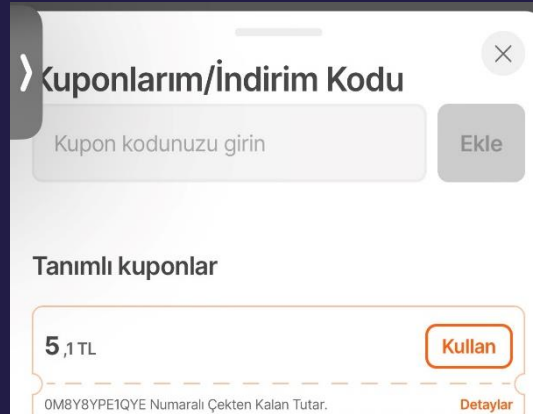 Kuponlarım/İndirim Kodu
Kupon kodunuzu girin
Ekle
Tanımlı kuponlar
5,1 TL
Kullan
0M8Y8YPE1QYE Numaralı Çekten Kalan Tutar.
Detaylar